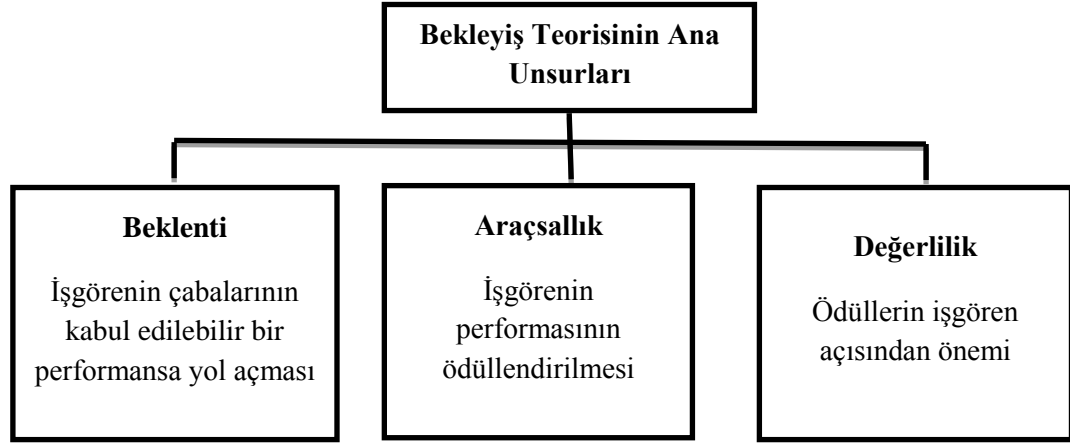 Bekleyiş Teorisinin Ana
Unsurları
Beklenti
İşgörenin çabalarının
kabul edilebilir bir
performansa yol açması
Araçsallık
İşgörenin
performasının
ödüllendirilmesi
Değerlilik
Ödüllerin işgören
açısından önemi